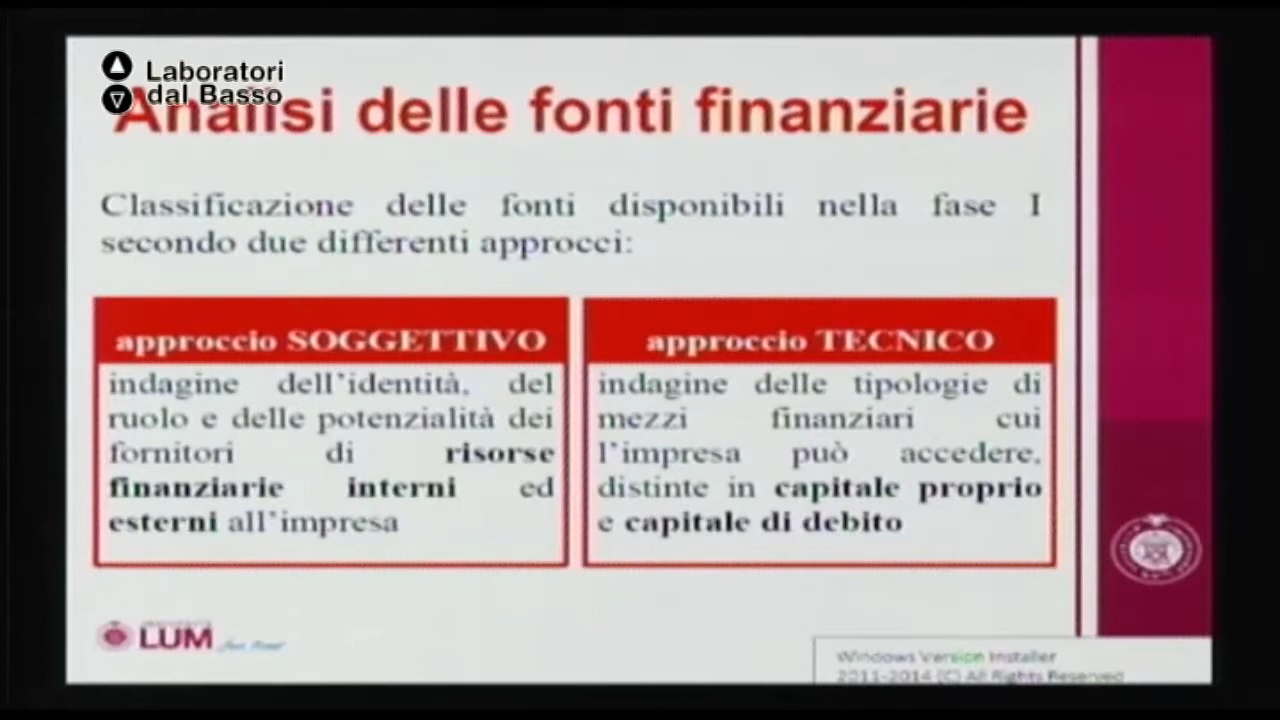 Laboratori
dal Basso
Analisi delle fonti finanziarie
Classificazione delle fonti disponibili nella fase I
secondo due differenti approcci:
approccio SOGGETTIVO
indagine dell'identità, del
ruolo e delle potenzialità dei
fornitori di risorse
finanziarie interni ed
esterni all'impresa
approccio TECNICO
indagine delle tipologie di
mezzi finanziari cui
l'impresa può accedere,
distinte in capitale proprio
e capitale di debito
LUM
Windows Version Installer
2011-2014 (C) All Rights Reserved